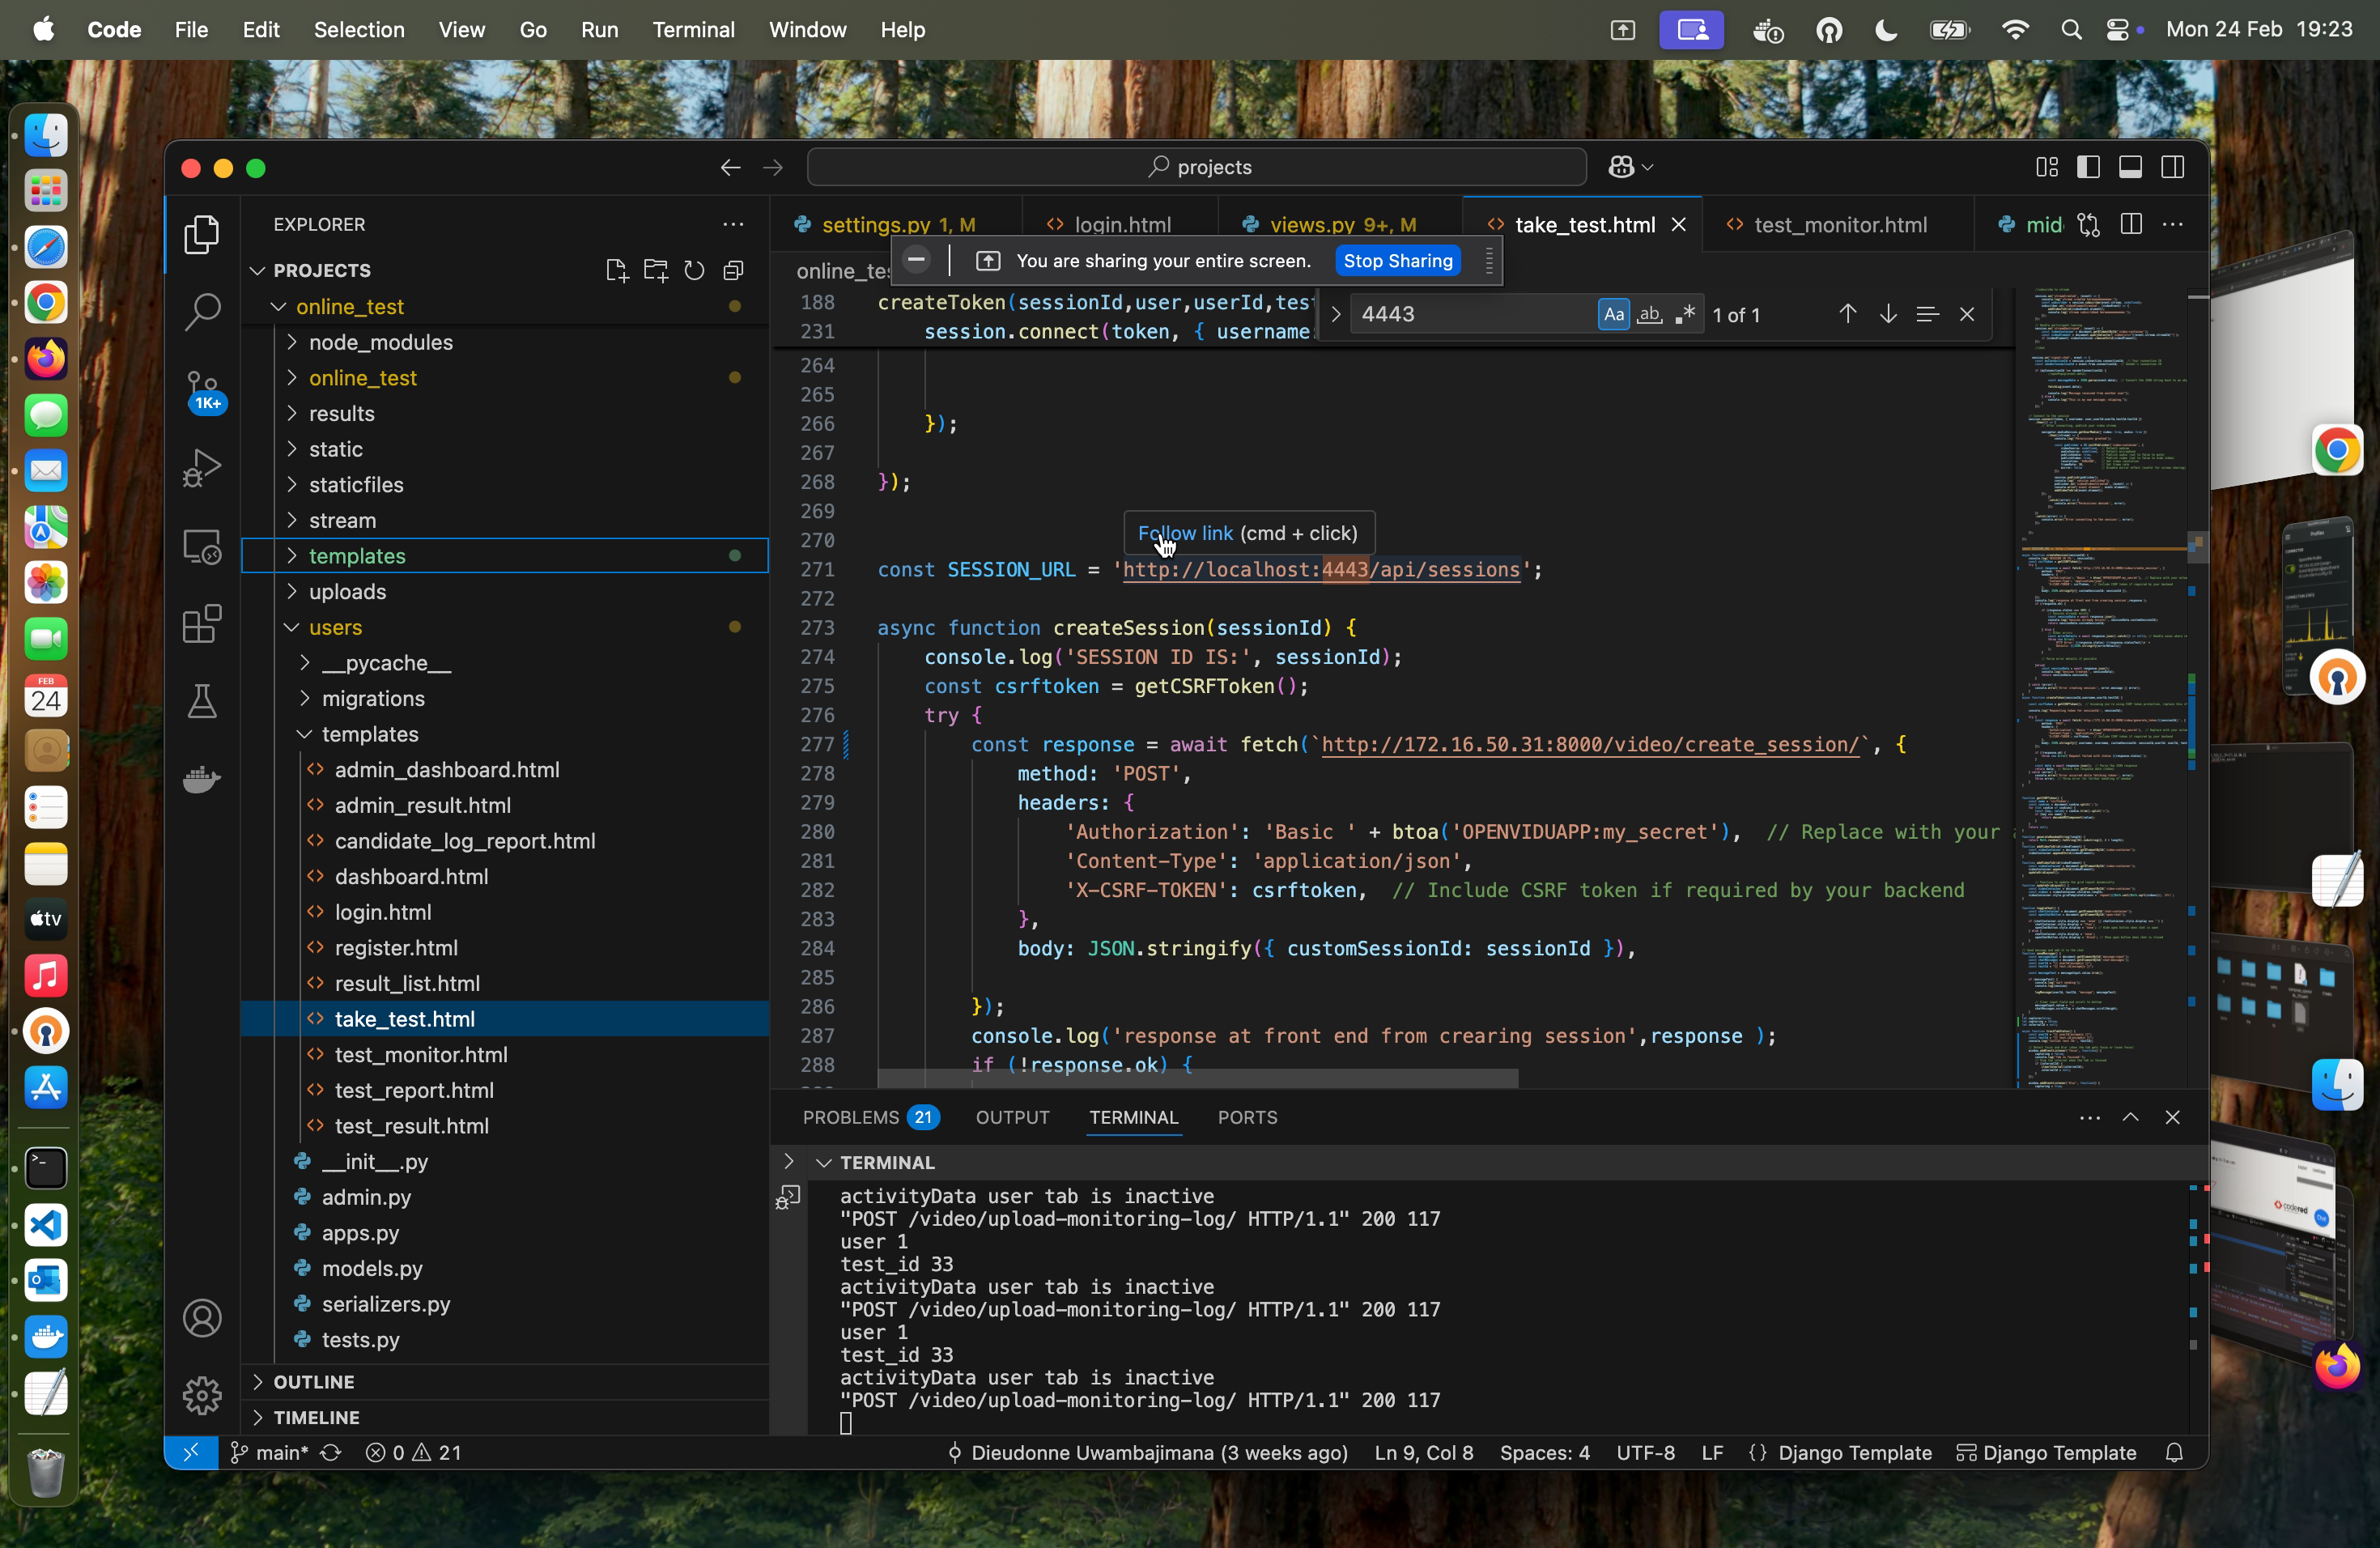 Code File Edit Selection View Go Run Terminal Window Help
Mon 24 Feb 19:23
projects
EXPLORER
PROJECTS
online_test
node_modules
online_test
results
static
staticfiles
stream
templates
uploads
users
__pycache__
migrations
templates
admin_dashboard.html
admin_result.html
candidate_log_report.html
dashboard.html
login.html
register.html
result_list.html
take_test.html
test_monitor.html
test_report.html
test_result.html
__init__.py
admin.py
apps.py
models.py
serializers.py
tests.py
OUTLINE
TIMELINE
1K+
FEB
24
tv
settings.py 1, M
login.html
views.py 9+, M
take_test.html
test_monitor.html
mid
online_tes
You are sharing your entire screen. Stop Sharing
4443
Aa ab 1 of 1
188 createToken(sessionId,user,userId,test
231 session.connect(token, { username:
264
265
266 });
267
268 });
269
270
Follow link (cmd + click)
271 const SESSION_URL = 'http://localhost:4443/api/sessions';
272
273 async function createSession(sessionId) {
274 console.log('SESSION ID IS:', sessionId);
275 const csrftoken = getCSRFToken();
276 try {
277 const response = await fetch(`http://172.16.50.31:8000/video/create_session/`, {
278 method: 'POST',
279 headers: {
280 'Authorization': 'Basic ' + btoa('OPENVIDUAPP:my_secret'), // Replace with your
281 'Content-Type': 'application/json',
282 'X-CSRF-TOKEN': csrftoken, // Include CSRF token if required by your backend
283 },
284 body: JSON.stringify({ customSessionId: sessionId }),
285
286 });
287 console.log('response at front end from crearing session',response );
288 if (!response.ok) {
PROBLEMS 21 OUTPUT TERMINAL PORTS
TERMINAL
activityData user tab is inactive
"POST /video/upload-monitoring-log/ HTTP/1.1" 200 117
user 1
test_id 33
activityData user tab is inactive
"POST /video/upload-monitoring-log/ HTTP/1.1" 200 117
user 1
test_id 33
activityData user tab is inactive
"POST /video/upload-monitoring-log/ HTTP/1.1" 200 117
main* 0 21
Dieudonne Uwambajimana (3 weeks ago) Ln 9, Col 8 Spaces: 4 UTF-8 LF {} Django Template Django Template